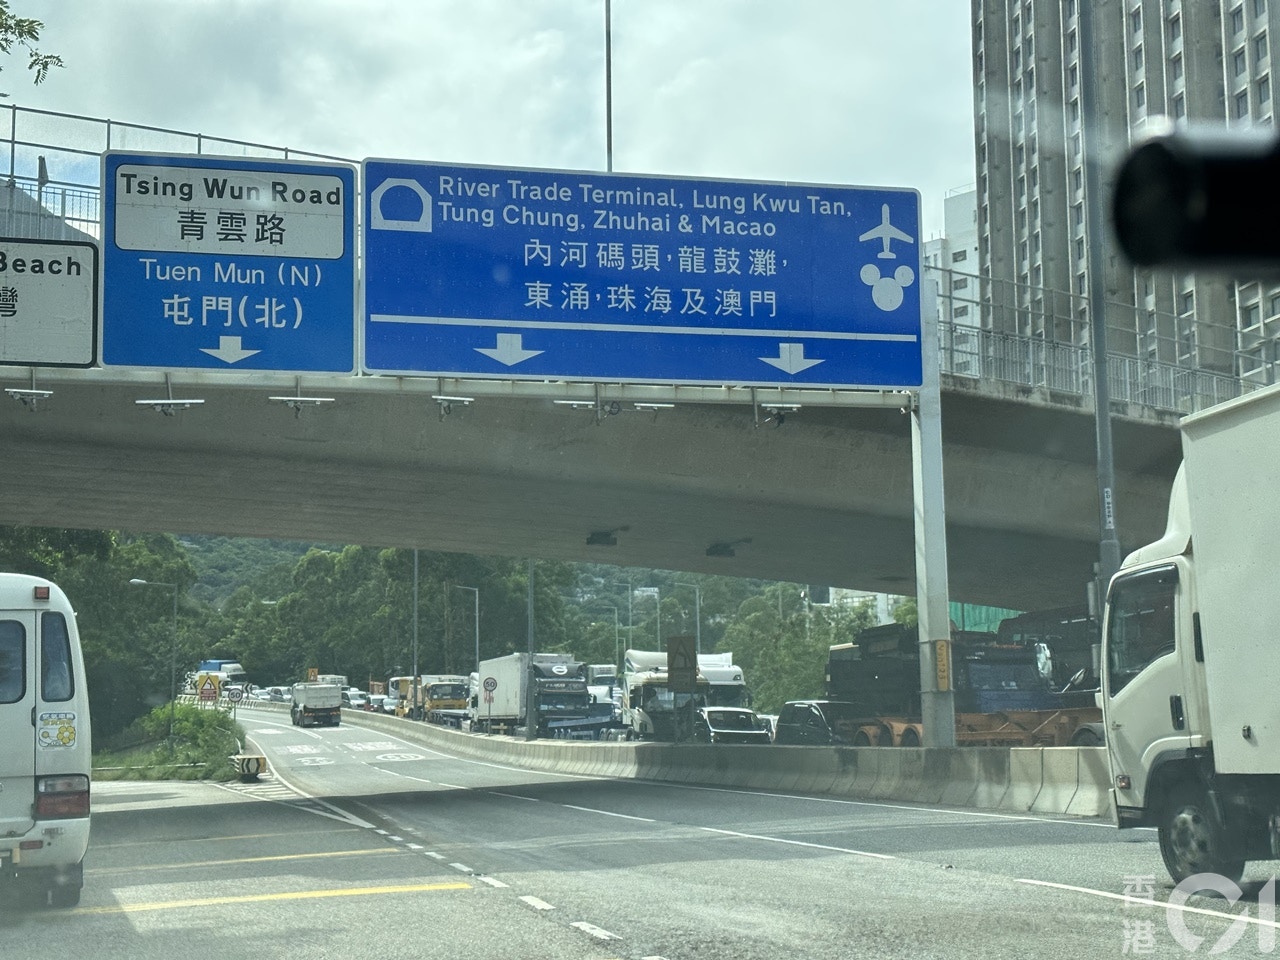 Beach
灣
Tsing Wun Road
青雲路
Tuen Mun (N)
屯門(北)
River Trade Terminal, Lung Kwu Tan,
Tung Chung, Zhuhai & Macao
內河碼頭,龍鼓灘,
東涌,珠海及澳門
50
50
香港01